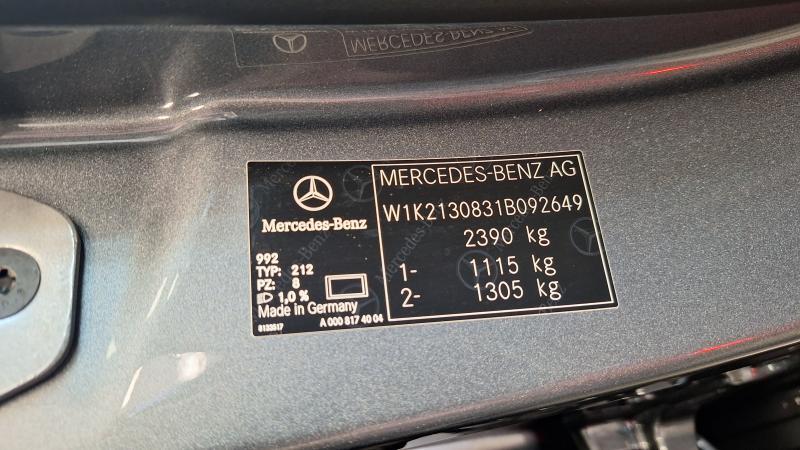 Mercedes-Benz
992
TYP: 212
PZ: 8
1,0 %
Made in Germany
8133517 A 000 817 40 04
MERCEDES-BENZ AG
W1K2130831B092649
2390 kg
1- 1115 kg
2- 1305 kg